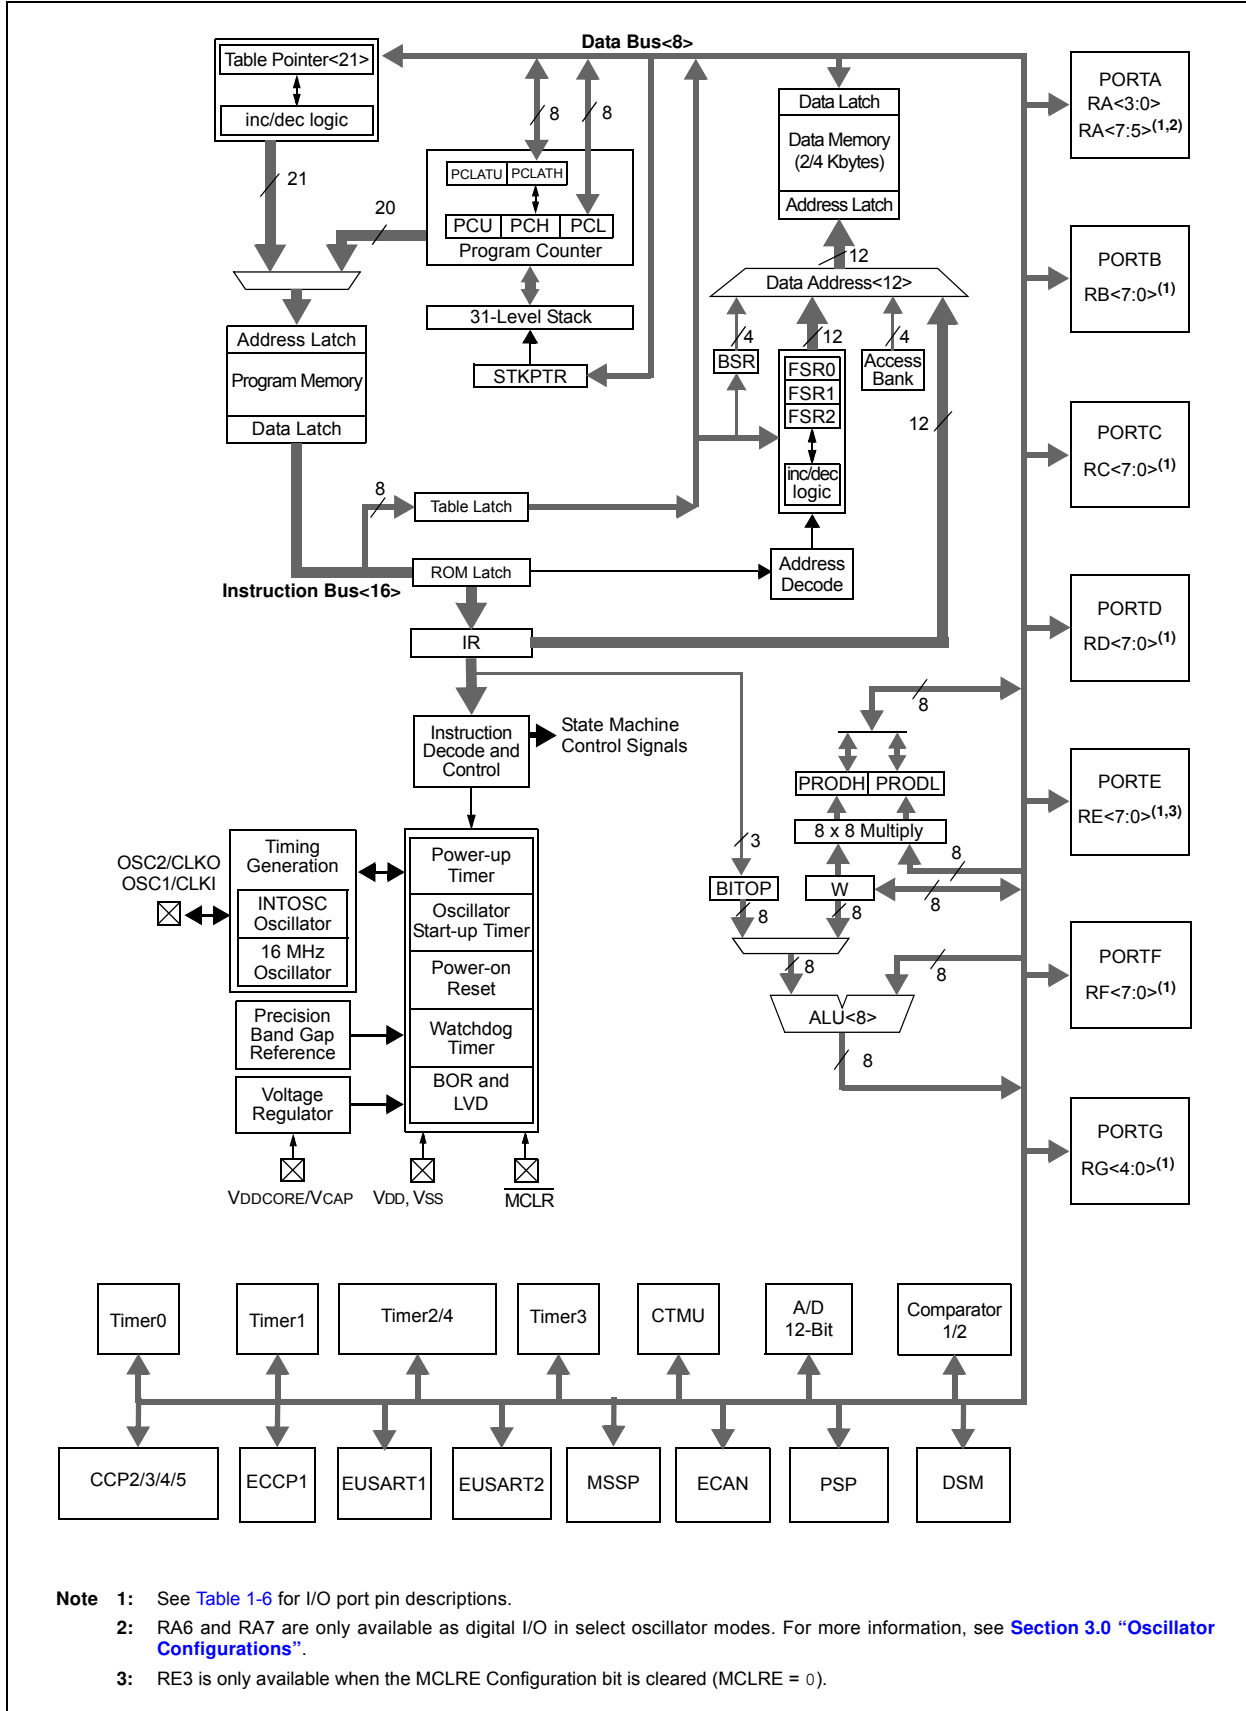 Data Bus<8>
Table Pointer<21>
inc/dec logic
21
20
8
8
PCLATU PCLATH
PCU PCH PCL
Program Counter
31-Level Stack
STKPTR
Data Latch
Data Memory
(2/4 Kbytes)
Address Latch
12
Data Address<12>
4
12
4
BSR
FSR0
FSR1
FSR2
inc/dec
logic
Access
Bank
12
Address Latch
Program Memory
Data Latch
8
Table Latch
ROM Latch
Instruction Bus<16>
IR
Address
Decode
Instruction
Decode and
Control
State Machine
Control Signals
8
PRODH PRODL
8 x 8 Multiply
3
8
BITOP
W
8
8
8
8
8
ALU<8>
8
OSC2/CLKO
OSC1/CLKI
Timing
Generation
INTOSC
Oscillator
16 MHz
Oscillator
Power-up
Timer
Oscillator
Start-up Timer
Power-on
Reset
Watchdog
Timer
BOR and
LVD
Precision
Band Gap
Reference
Voltage
Regulator
VDDCORE/VCAP
VDD, VSS
MCLR
PORTA
RA<3:0>
RA<7:5>(1,2)
PORTB
RB<7:0>(1)
PORTC
RC<7:0>(1)
PORTD
RD<7:0>(1)
PORTE
RE<7:0>(1,3)
PORTF
RF<7:0>(1)
PORTG
RG<4:0>(1)
Timer0
Timer1
Timer2/4
Timer3
CTMU
A/D
12-Bit
Comparator
1/2
CCP2/3/4/5
ECCP1
EUSART1
EUSART2
MSSP
ECAN
PSP
DSM
Note 1: See Table 1-6 for I/O port pin descriptions.
2: RA6 and RA7 are only available as digital I/O in select oscillator modes. For more information, see Section 3.0 “Oscillator
Configurations”.
3: RE3 is only available when the MCLRE Configuration bit is cleared (MCLRE = 0).